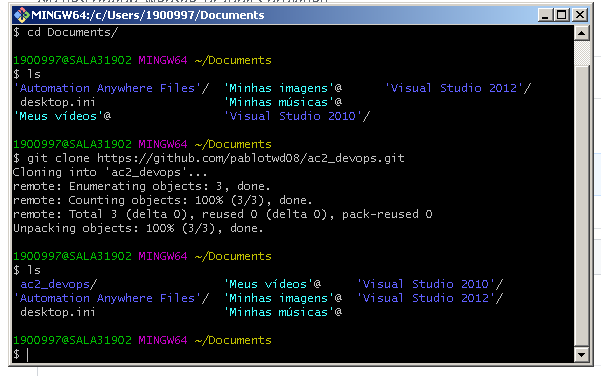 MINGW64:/c/Users/1900997/Documents
$ cd Documents/
1900997@SALA31902 MINGW64 ~/Documents
$ ls
'Automation Anywhere Files'/  'Minhas imagens'@      'Visual Studio 2012'/
 desktop.ini                  'Minhas músicas'@
'Meus vídeos'@                'Visual Studio 2010'/
1900997@SALA31902 MINGW64 ~/Documents
$ git clone https://github.com/pablotwd08/ac2_devops.git
Cloning into 'ac2_devops'...
remote: Enumerating objects: 3, done.
remote: Counting objects: 100% (3/3), done.
remote: Total 3 (delta 0), reused 0 (delta 0), pack-reused 0
Unpacking objects: 100% (3/3), done.
1900997@SALA31902 MINGW64 ~/Documents
$ ls
 ac2_devops/                  'Meus vídeos'@     'Visual Studio 2010'/
'Automation Anywhere Files'/  'Minhas imagens'@  'Visual Studio 2012'/
 desktop.ini                  'Minhas músicas'@
1900997@SALA31902 MINGW64 ~/Documents
$